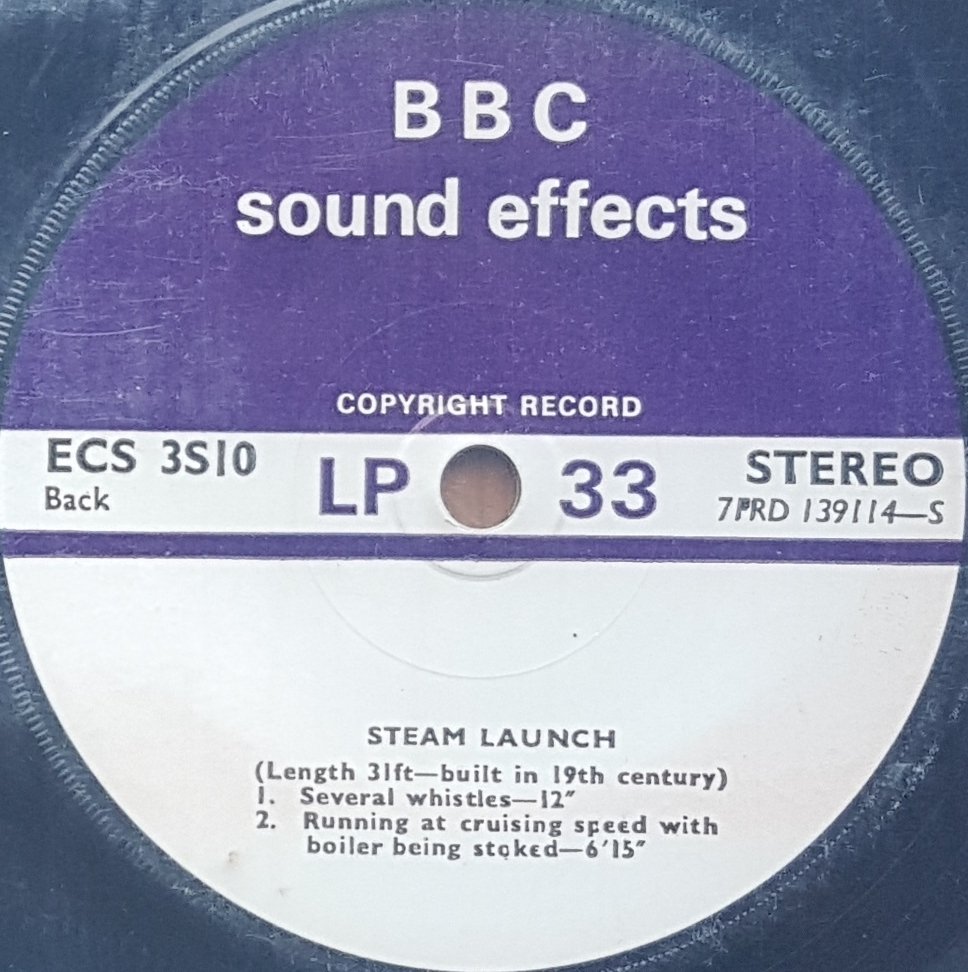 BBC
sound effects
COPYRIGHT RECORD
ECS 3S10
Back
LP 33
STEREO
7PRD 139114—S
STEAM LAUNCH
(Length 31ft—built in 19th century)
1. Several whistles—12″
2. Running at cruising speed with
boiler being stoked—6′15″